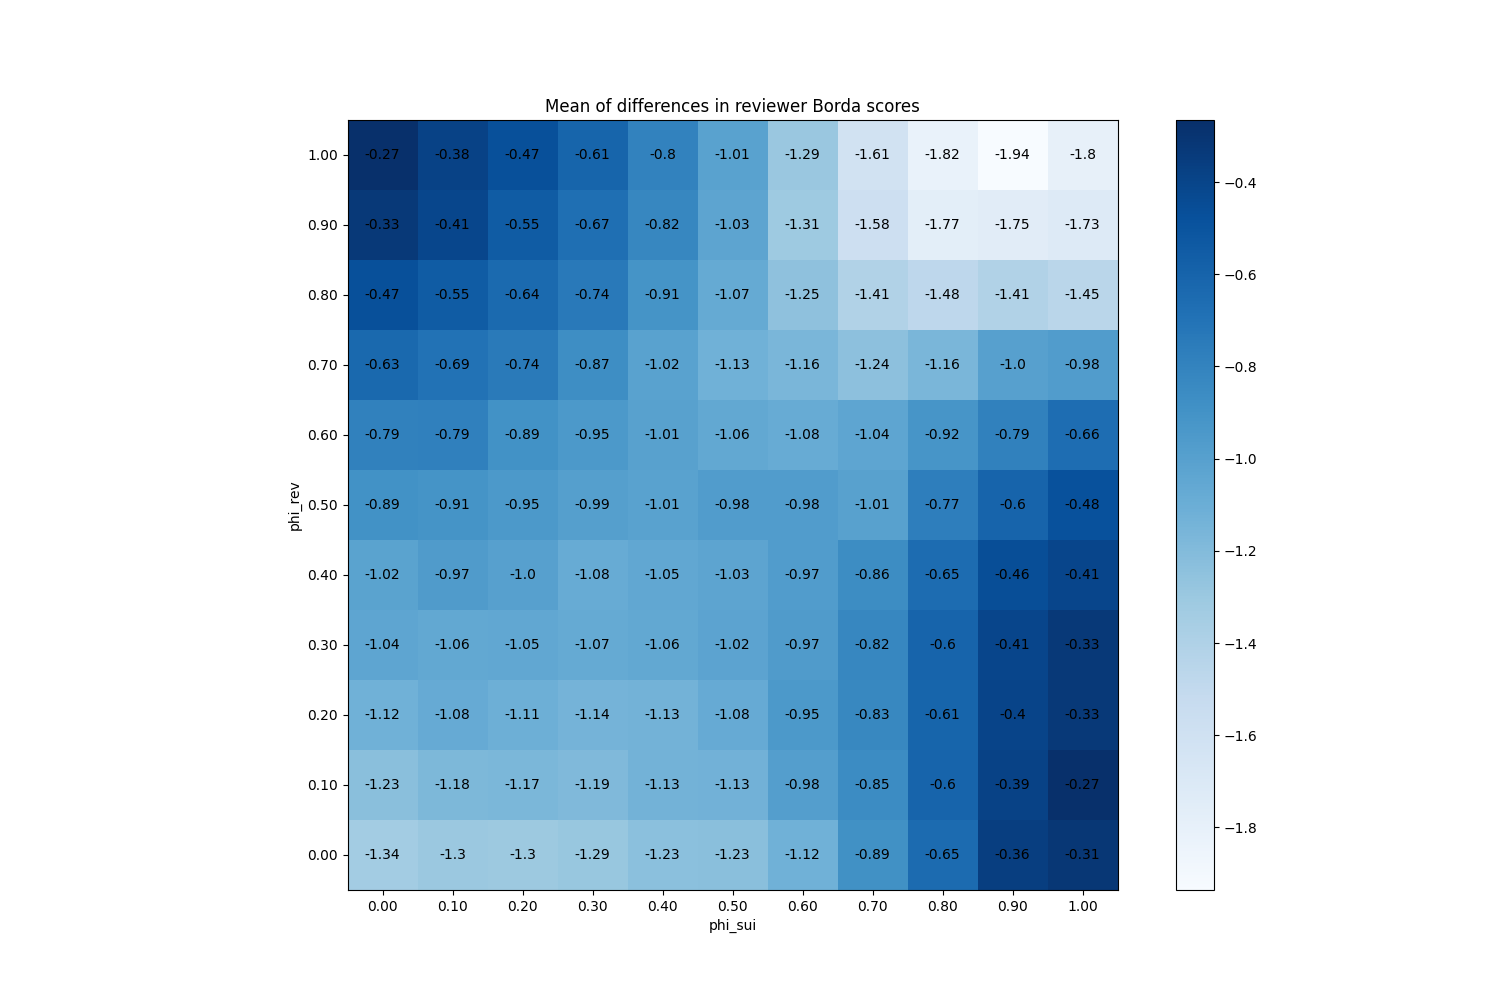 Mean of differences in reviewer Borda scores
1.00 -0.27 -0.38 -0.47 -0.61 -0.8 -1.01 -1.29 -1.61 -1.82 -1.94 -1.8
0.90 -0.33 -0.41 -0.55 -0.67 -0.82 -1.03 -1.31 -1.58 -1.77 -1.75 -1.73
0.80 -0.47 -0.55 -0.64 -0.74 -0.91 -1.07 -1.25 -1.41 -1.48 -1.41 -1.45
0.70 -0.63 -0.69 -0.74 -0.87 -1.02 -1.13 -1.16 -1.24 -1.16 -1.0 -0.98
0.60 -0.79 -0.79 -0.89 -0.95 -1.01 -1.06 -1.08 -1.04 -0.92 -0.79 -0.66
0.50 -0.89 -0.91 -0.95 -0.99 -1.01 -0.98 -0.98 -1.01 -0.77 -0.6 -0.48
0.40 -1.02 -0.97 -1.0 -1.08 -1.05 -1.03 -0.97 -0.86 -0.65 -0.46 -0.41
0.30 -1.04 -1.06 -1.05 -1.07 -1.06 -1.02 -0.97 -0.82 -0.6 -0.41 -0.33
0.20 -1.12 -1.08 -1.11 -1.14 -1.13 -1.08 -0.95 -0.83 -0.61 -0.4 -0.33
0.10 -1.23 -1.18 -1.17 -1.19 -1.13 -1.13 -0.98 -0.85 -0.6 -0.39 -0.27
0.00 -1.34 -1.3 -1.3 -1.29 -1.23 -1.23 -1.12 -0.89 -0.65 -0.36 -0.31
0.00 0.10 0.20 0.30 0.40 0.50 0.60 0.70 0.80 0.90 1.00
phi_sui
phi_rev
−0.4
−0.6
−0.8
−1.0
−1.2
−1.4
−1.6
−1.8